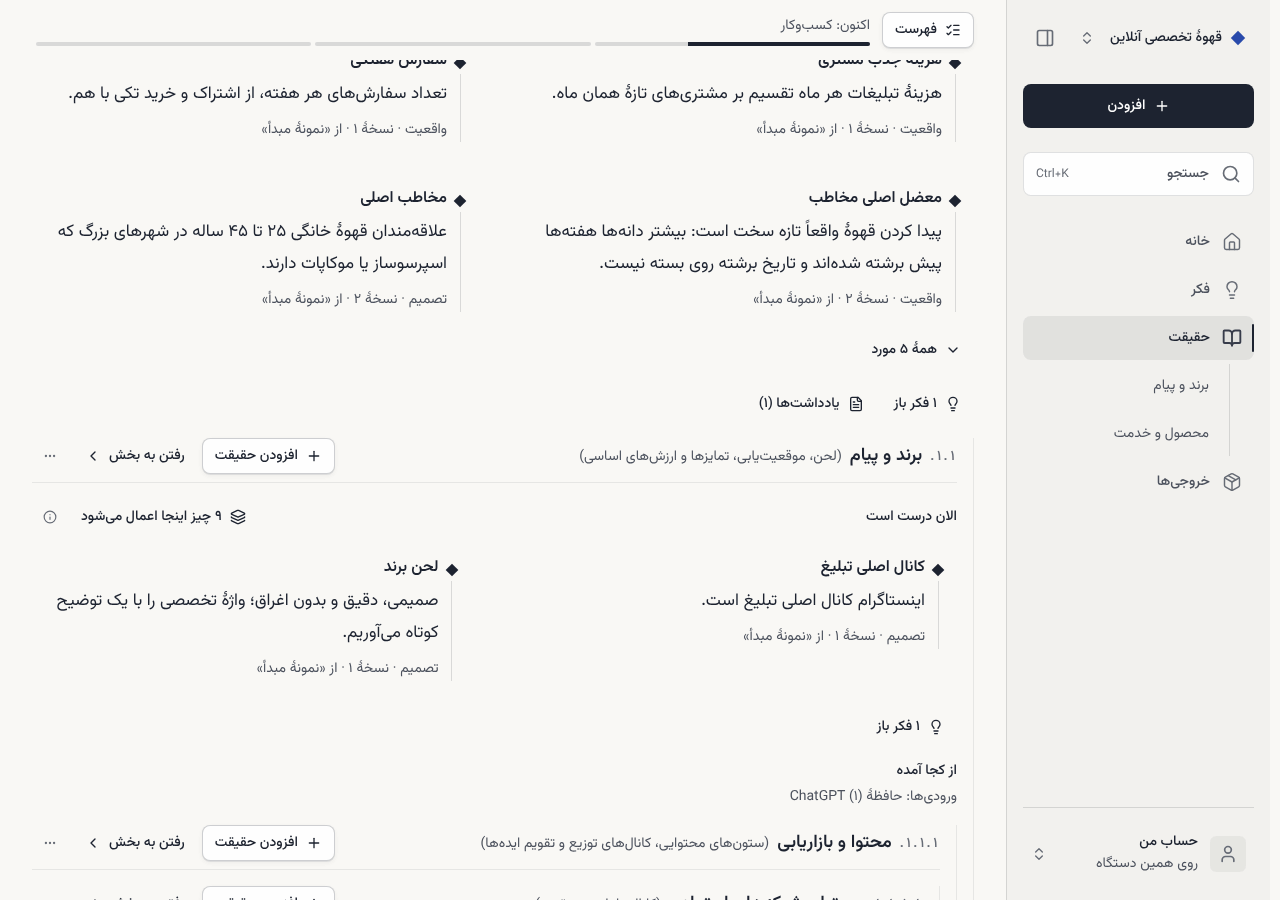 قهوهٔ تخصصی آنلاین
افزودن
جستجو
Ctrl+K
خانه
فکر
حقیقت
برند و پیام
محصول و خدمت
خروجی‌ها
حساب من
روی همین دستگاه
فهرست
اکنون: کسب‌وکار
هزینهٔ جذب مشتری
هزینهٔ تبلیغات هر ماه تقسیم بر مشتری‌های تازهٔ همان ماه.
واقعیت · نسخهٔ ۱ · از «نمونهٔ مبدأ»
سفارش هفتگی
تعداد سفارش‌های هر هفته، از اشتراک و خرید تکی با هم.
واقعیت · نسخهٔ ۱ · از «نمونهٔ مبدأ»
معضل اصلی مخاطب
پیدا کردن قهوهٔ واقعاً تازه سخت است: بیشتر دانه‌ها هفته‌ها
پیش برشته شده‌اند و تاریخ برشته روی بسته نیست.
واقعیت · نسخهٔ ۲ · از «نمونهٔ مبدأ»
مخاطب اصلی
علاقه‌مندان قهوهٔ خانگی ۲۵ تا ۴۵ ساله در شهرهای بزرگ که
اسپرسوساز یا موکاپات دارند.
تصمیم · نسخهٔ ۲ · از «نمونهٔ مبدأ»
همهٔ ۵ مورد
۱ فکر باز
یادداشت‌ها (۱)
۱.۱. برند و پیام (لحن، موقعیت‌یابی، تمایزها و ارزش‌های اساسی)
افزودن حقیقت
رفتن به بخش
الان درست است
۹ چیز اینجا اعمال می‌شود
کانال اصلی تبلیغ
اینستاگرام کانال اصلی تبلیغ است.
تصمیم · نسخهٔ ۱ · از «نمونهٔ مبدأ»
لحن برند
صمیمی، دقیق و بدون اغراق؛ واژهٔ تخصصی را با یک توضیح
کوتاه می‌آوریم.
تصمیم · نسخهٔ ۱ · از «نمونهٔ مبدأ»
۱ فکر باز
از کجا آمده
ورودی‌ها: حافظهٔ ChatGPT (۱)
۱.۱.۱. محتوا و بازاریابی (ستون‌های محتوایی، کانال‌های توزیع و تقویم ایده‌ها)
افزودن حقیقت
رفتن به بخش